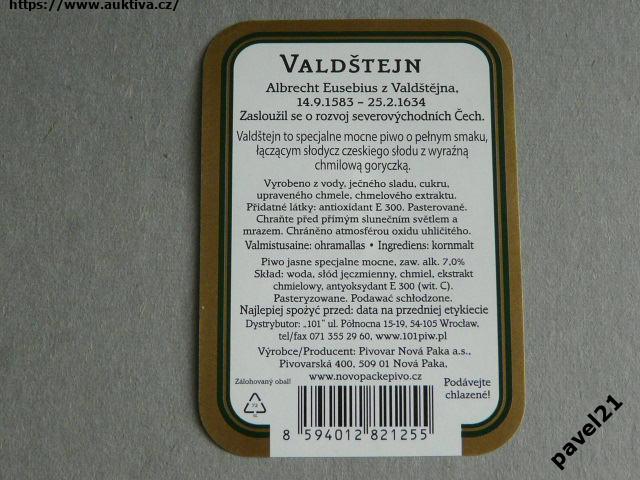 https://www.auktiva.cz/
VALDŠTEJN
Albrecht Eusebius z Valdštějna,
14.9.1583 – 25.2.1634
Zasloužil se o rozvoj severovýchodních Čech.
Valdštejn to specjalne mocne piwo o pełnym smaku,
łączącym słodycz czeskiego słodu z wyraźną
chmilową goryczką.
Vyrobeno z vody, ječného sladu, cukru,
upraveného chmele, chmelového extraktu.
Přídatné látky: antioxidant E 300. Pasterované.
Chraňte před přímým slunečním světlem a
mrazem. Chráněno atmosférou oxidu uhličitého.
Valmistusaine: ohramallas • Ingrediens: kornmalt
Piwo jasne specjalne mocne, zaw. alk. 7,0%
Skład: woda, słód jęczmienny, chmiel, ekstrakt
chmielowy, antyoksydant E 300 (wit. C).
Pasteryzowane. Podawać schłodzone.
Najlepiej spożyć przed: data na przedniej etykiecie
Dystrybutor: „101" ul. Północna 15-19, 54-105 Wrocław,
tel/fax 071 355 29 60, www.101piw.pl
Výrobce/Producent: Pivovar Nová Paka a.s.,
Pivovarská 400, 509 01 Nová Paka,
www.novopackepivo.cz
Zálohovaný obal!
Podávejte
chlazené!
8 594012 821255
pavel21